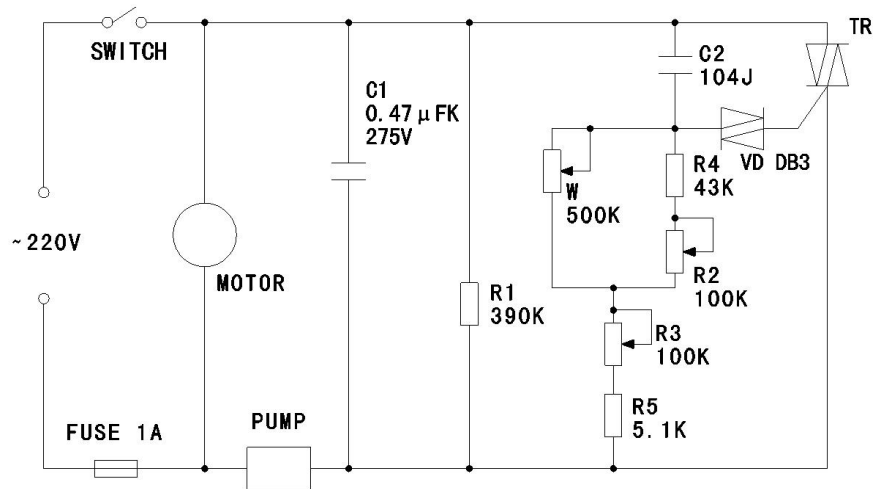 SWITCH
TR
C2
104J
C1
0.47μFK
275V
VD DB3
R4
43K
W
500K
~220V
MOTOR
R2
100K
R1
390K
R3
100K
R5
5.1K
PUMP
FUSE 1A